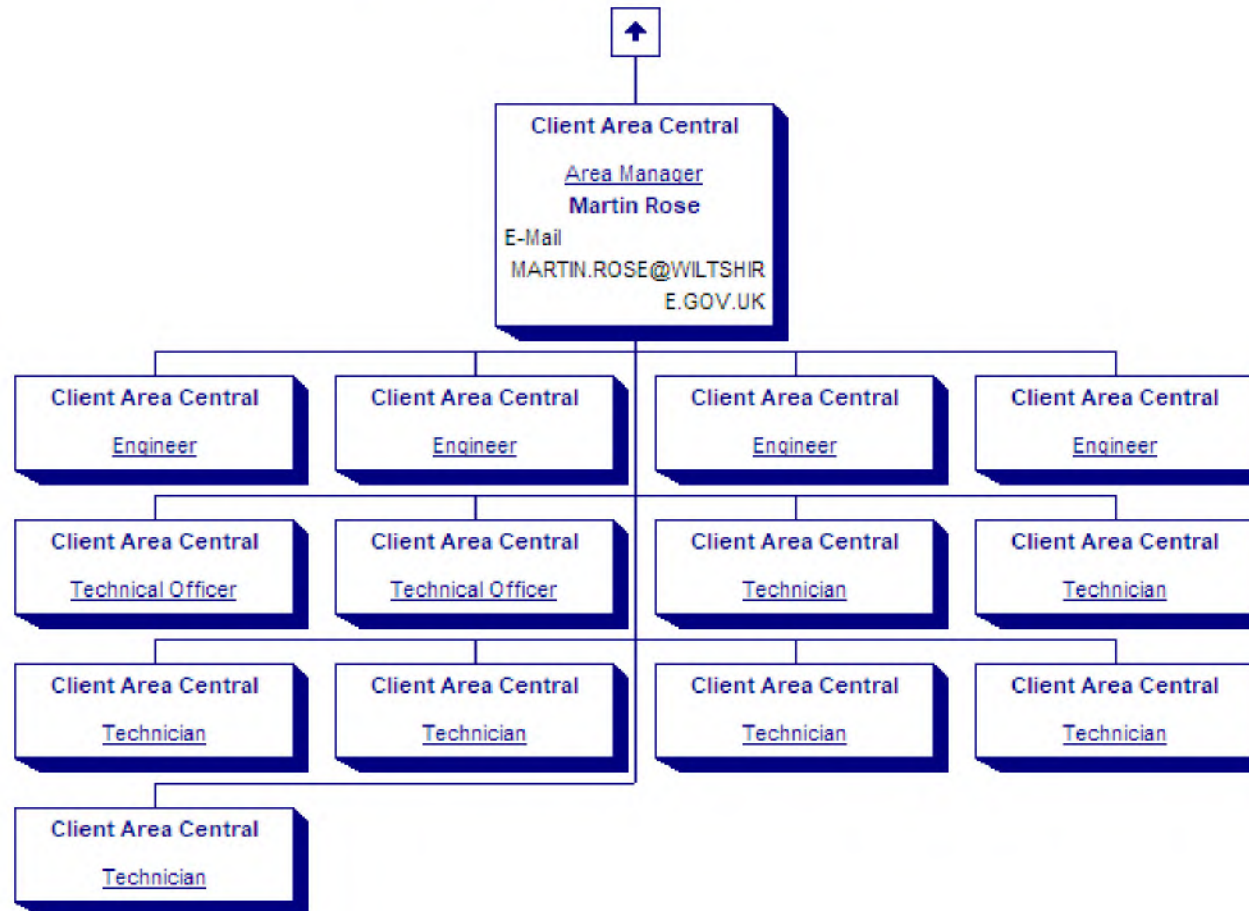 Client Area Central
Area Manager
Martin Rose
E-Mail
MARTIN.ROSE@WILTSHIR
E.GOV.UK
Client Area Central
Engineer
Client Area Central
Engineer
Client Area Central
Engineer
Client Area Central
Engineer
Client Area Central
Technical Officer
Client Area Central
Technical Officer
Client Area Central
Technician
Client Area Central
Technician
Client Area Central
Technician
Client Area Central
Technician
Client Area Central
Technician
Client Area Central
Technician
Client Area Central
Technician